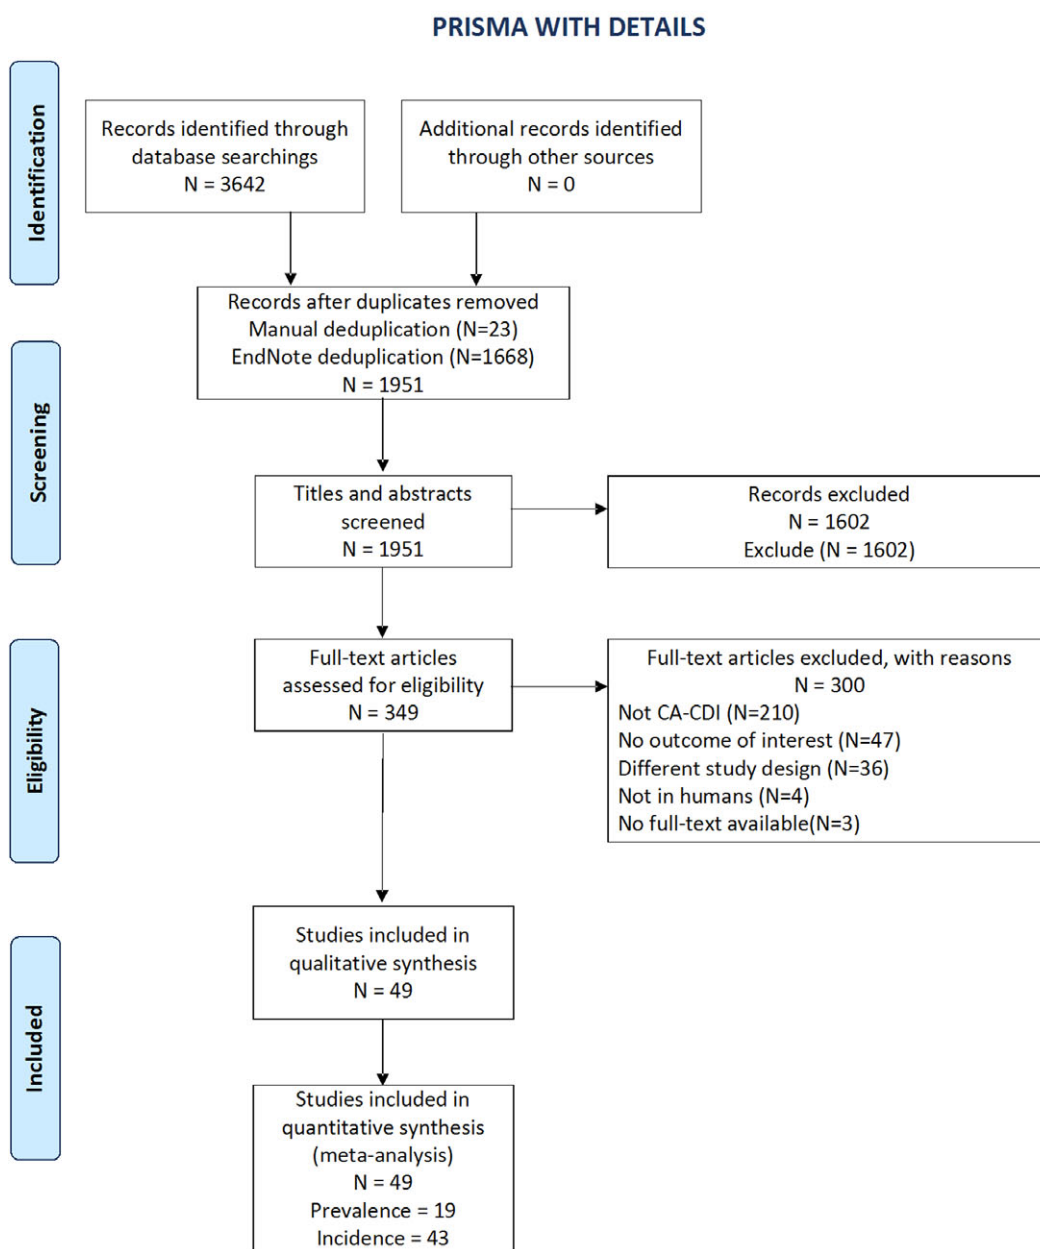 PRISMA WITH DETAILS
Identification
Records identified through
database searchings
N = 3642
Additional records identified
through other sources
N = 0
Records after duplicates removed
Manual deduplication (N=23)
EndNote deduplication (N=1668)
N = 1951
Screening
Titles and abstracts
screened
N = 1951
Records excluded
N = 1602
Exclude (N = 1602)
Eligibility
Full-text articles
assessed for eligibility
N = 349
Full-text articles excluded, with reasons
N = 300
Not CA-CDI (N=210)
No outcome of interest (N=47)
Different study design (N=36)
Not in humans (N=4)
No full-text available(N=3)
Included
Studies included in
qualitative synthesis
N = 49
Studies included in
quantitative synthesis
(meta-analysis)
N = 49
Prevalence = 19
Incidence = 43